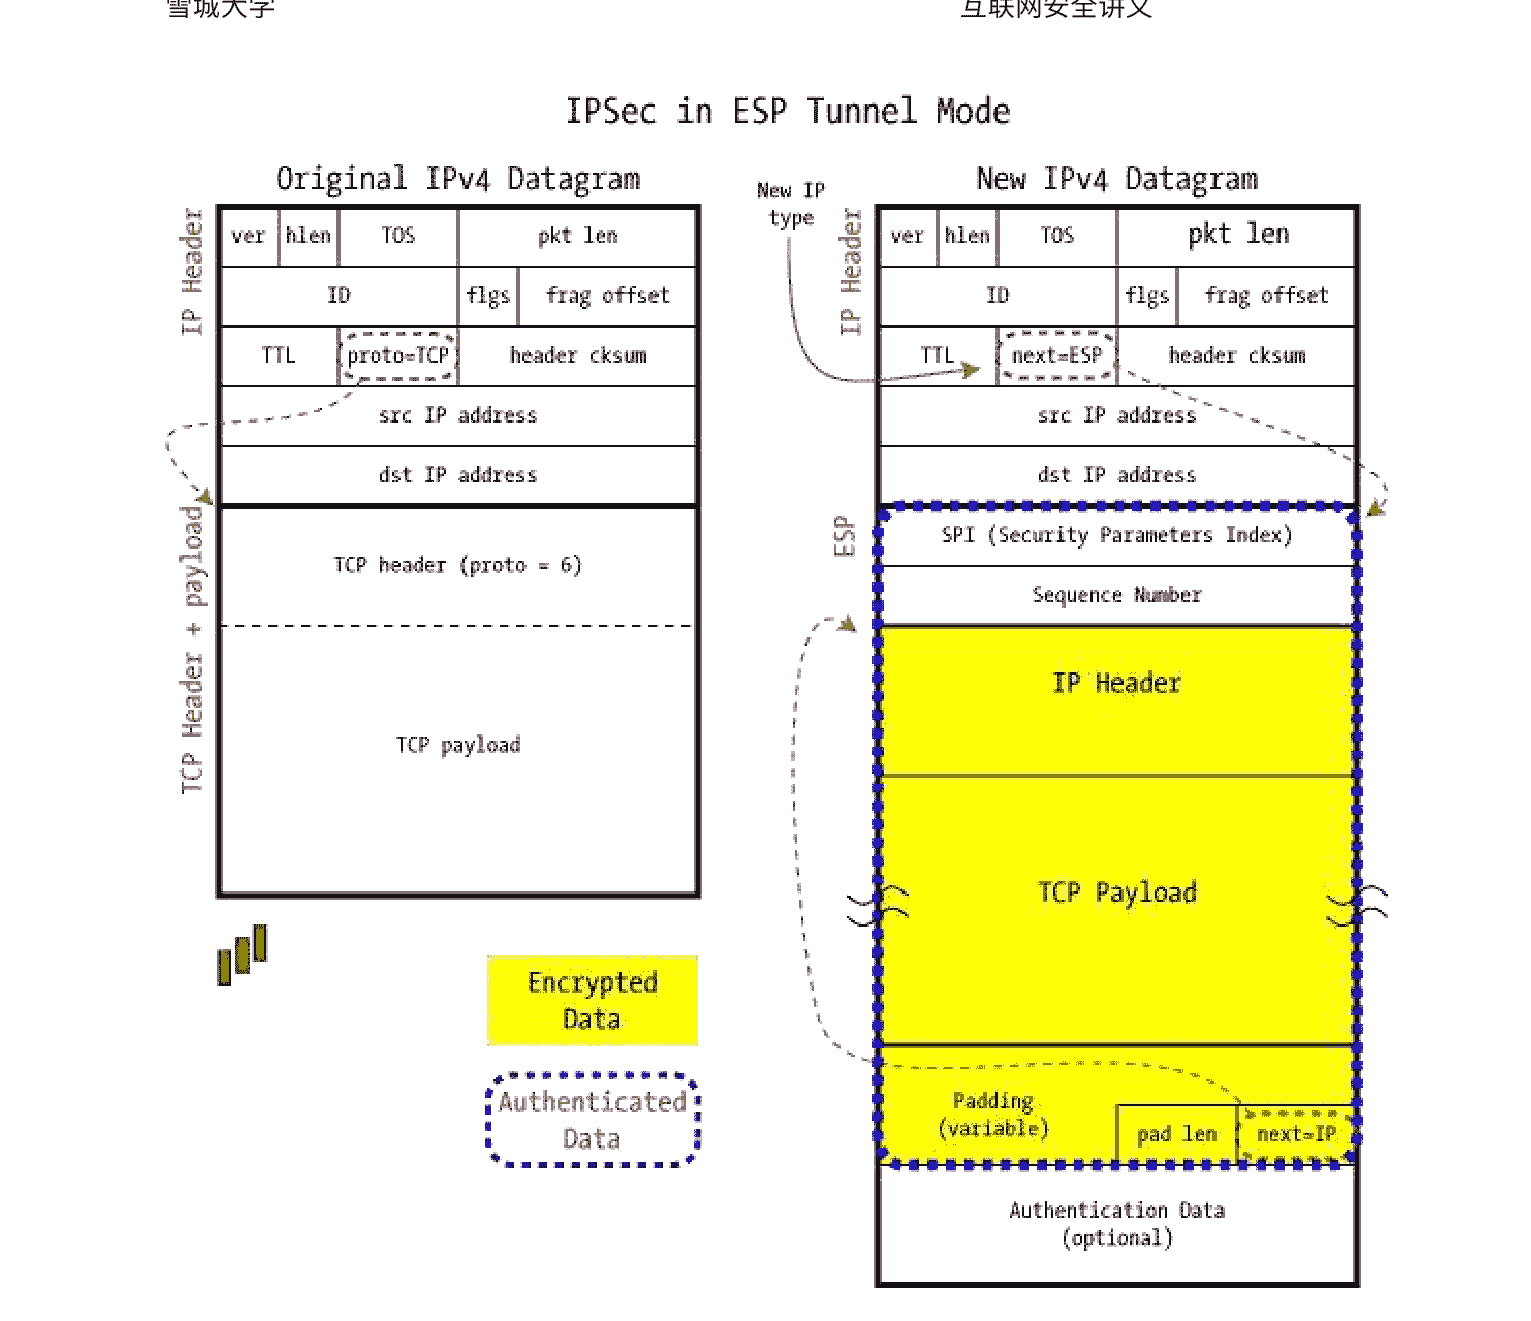 雪城大学
互联网安全讲义
IPSec in ESP Tunnel Mode
Original IPv4 Datagram
IP Header
ver
hlen
TOS
pkt len
ID
flgs
frag offset
TTL
proto=TCP
header cksum
src IP address
dst IP address
TCP Header + payload
TCP header (proto = 6)
TCP payload
Encrypted
Data
Authenticated
Data
New IP
type
New IPv4 Datagram
IP Header
ver
hlen
TOS
pkt len
ID
flgs
frag offset
TTL
next=ESP
header cksum
src IP address
dst IP address
ESP
SPI (Security Parameters Index)
Sequence Number
IP Header
TCP Payload
Padding
(variable)
pad len
next=IP
Authentication Data
(optional)